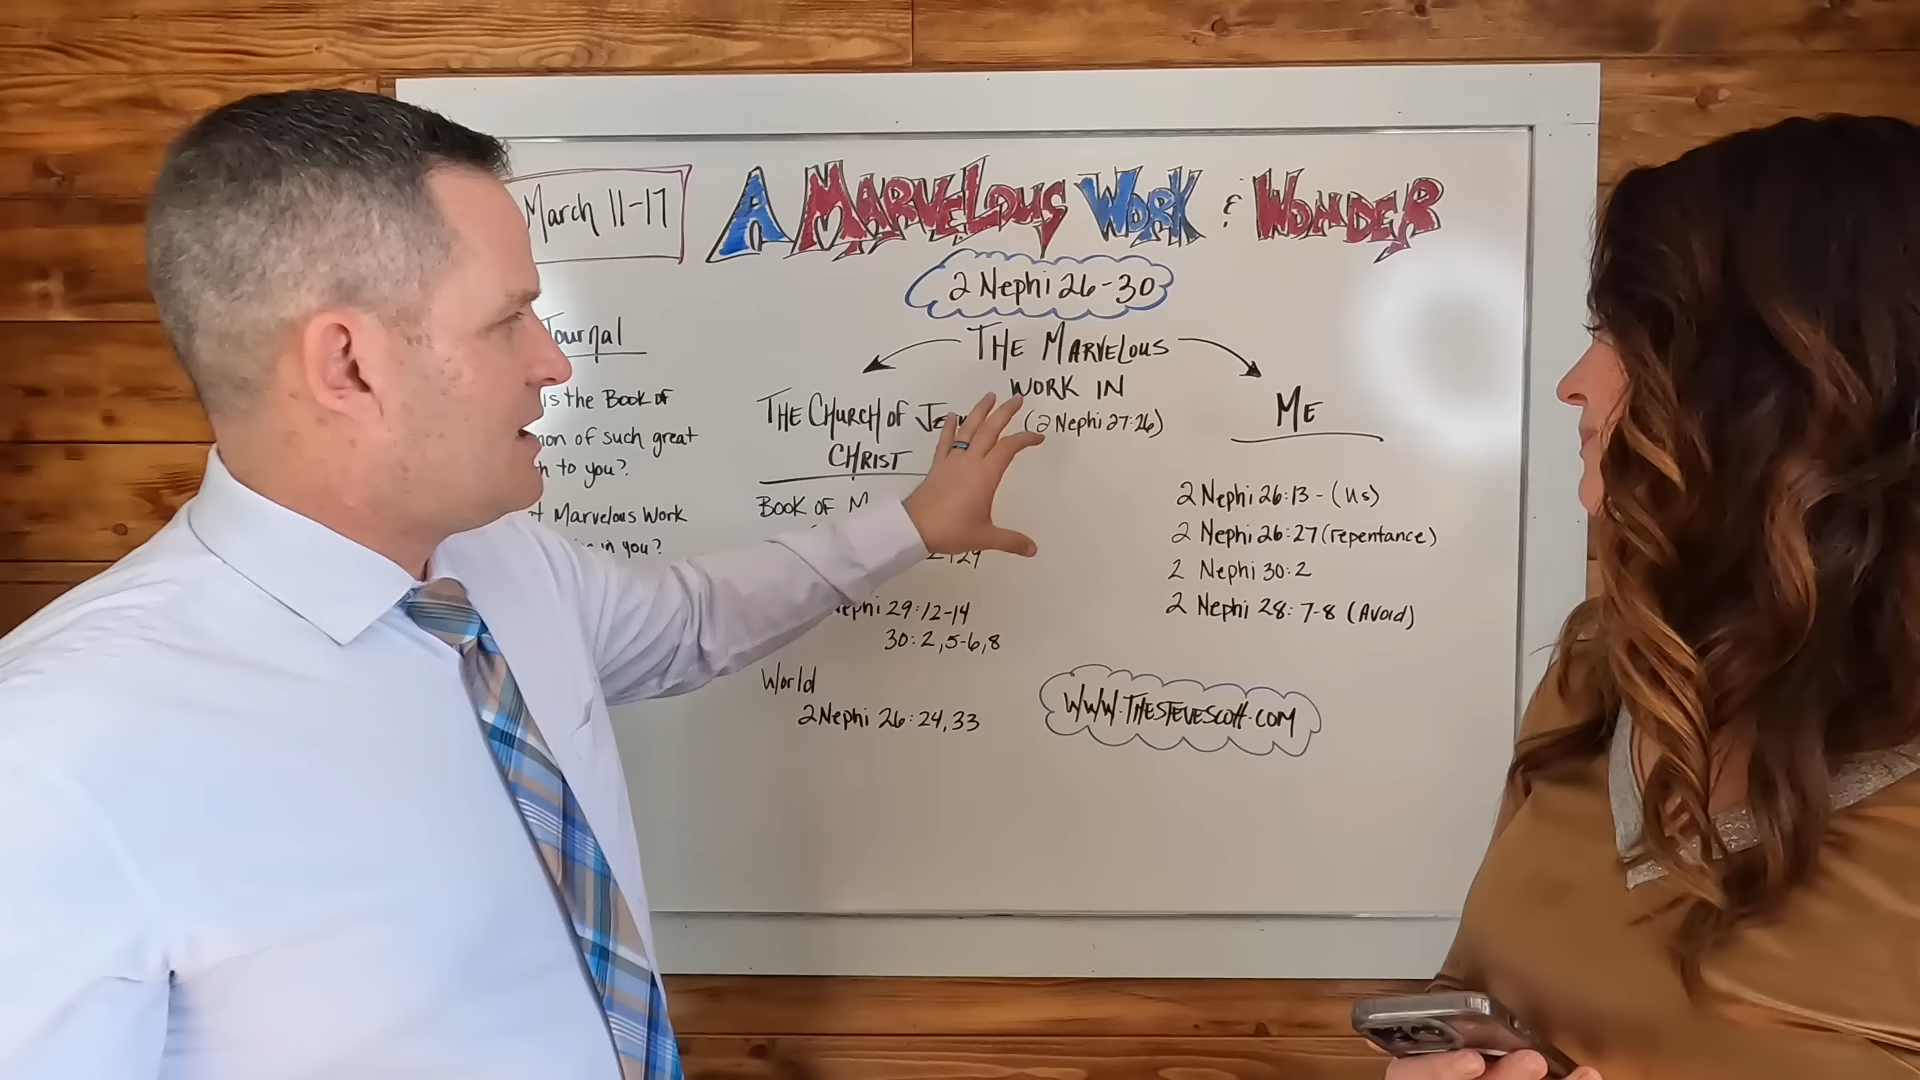 March 11-17
A MARVELOUS WORK & WONDER
2 Nephi 26-30
Journal
is the Book of
of such great
to you?
Marvelous Work
in you?
THE MARVELOUS
WORK IN
(2 Nephi 27:26)
THE CHURCH OF
CHRIST
BOOK OF
29:12-14
30:2,5-6,8
World
2 Nephi 26:24,33
ME
2 Nephi 26:13 - (Us)
2 Nephi 26:27 (repentance)
2 Nephi 30:2
2 Nephi 28: 7-8 (Avoid)
WWW.THESTEVESCOTT.COM